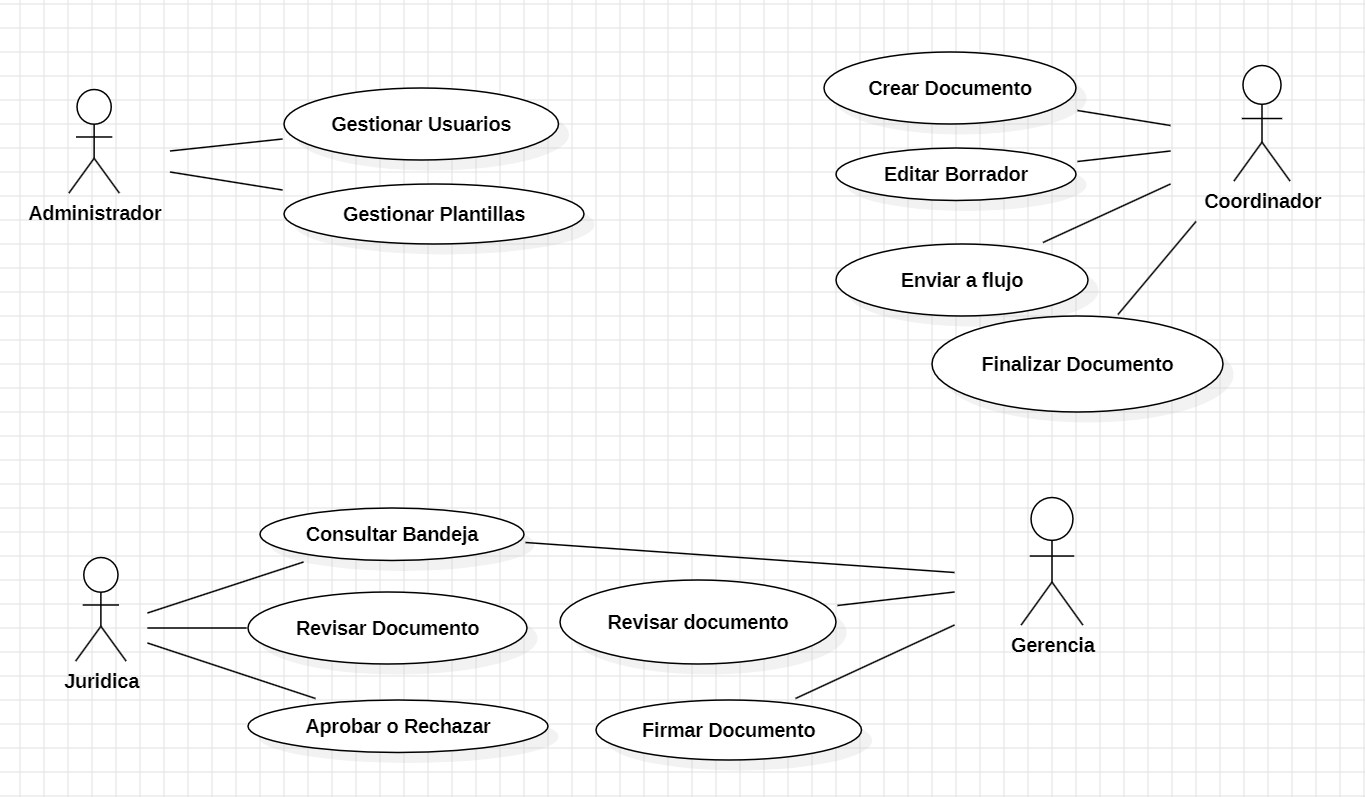 Gestionar Usuarios
Gestionar Plantillas
Administrador
Crear Documento
Editar Borrador
Coordinador
Enviar a flujo
Finalizar Documento
Consultar Bandeja
Revisar Documento
Revisar documento
Gerencia
Juridica
Aprobar o Rechazar
Firmar Documento